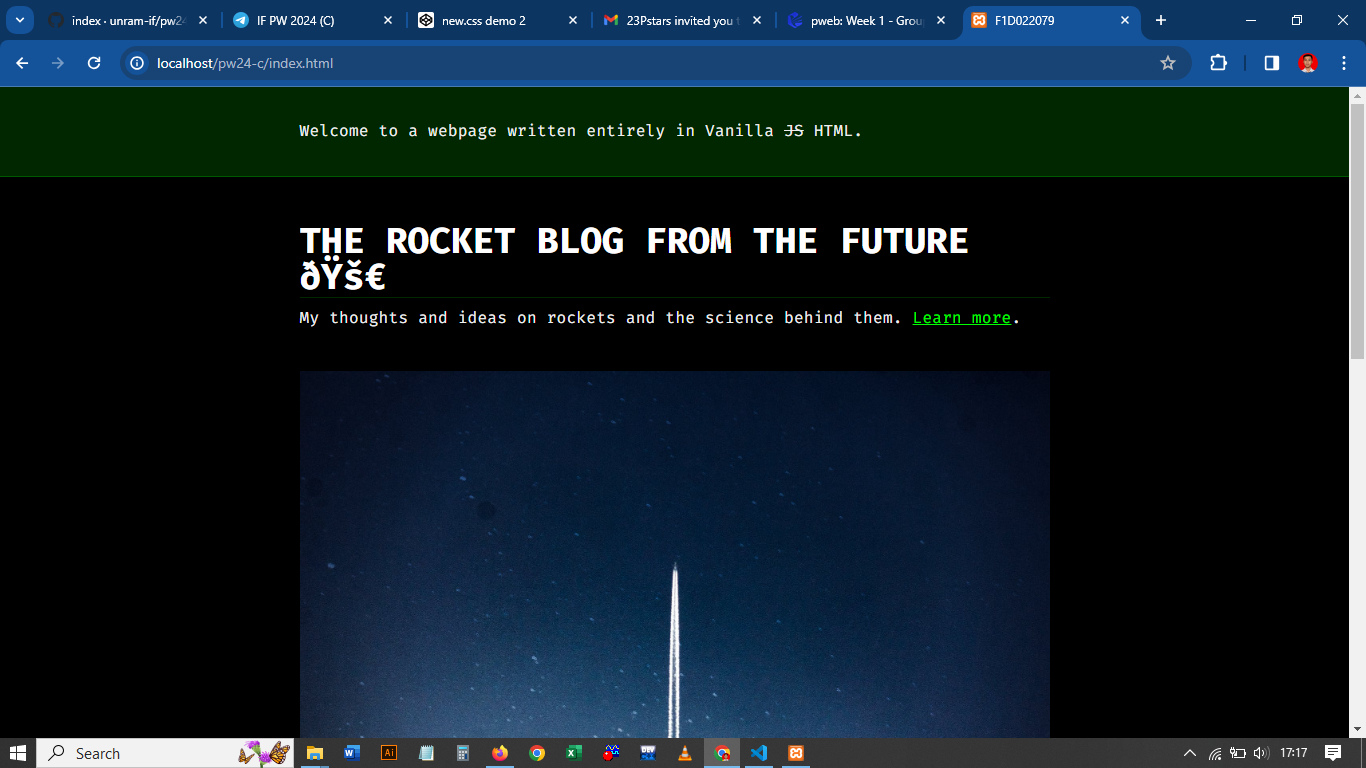 index · unram-if/pw24
IF PW 2024 (C)
new.css demo 2
23Pstars invited you t
pweb: Week 1 - Grou
F1D022079
localhost/pw24-c/index.html
Welcome to a webpage written entirely in Vanilla JS HTML.
THE ROCKET BLOG FROM THE FUTURE
ðŸš€
My thoughts and ideas on rockets and the science behind them. Learn more.
Search
17:17